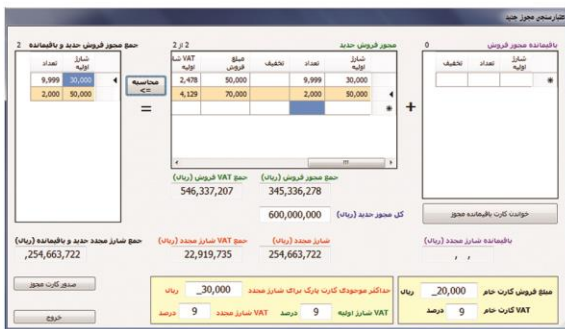 اعتبارسنجی مجوز جدید
باقیمانده مجوز فروش 0
شارژ اولیه تعداد تخفیف
*
+
مجوز فروش جدید 2 از 2
شارژ اولیه تعداد تخفیف مبلغ فروش VAT اولیه
30,000 9,999 50,000 2,478
50,000 2,000 70,000 4,129
*
محاسبه
<=
=
جمع مجوز فروش جدید و باقیمانده 2
شارژ اولیه تعداد
30,000 9,999
50,000 2,000
جمع مجوز فروش (ریال) جمع VAT فروش (ریال)
345,336,278 546,337,207
خواندن کارت باقیمانده مجوز
کل مجوز جدید (ریال) 600,000,000
باقیمانده شارژ مجدد (ریال)
, ,
شارژ مجدد (ریال) جمع VAT شارژ مجدد (ریال) جمع شارژ مجدد جدید و باقیمانده (ریال)
254,663,722 22,919,735 ,254,663,722
مبلغ فروش کارت خام 20,000_ ریال
VAT کارت خام 9 درصد
حداکثر موجودی کارت پارک برای شارژ مجدد 30,000_ ریال
VAT شارژ اولیه 9 درصد VAT شارژ مجدد 9 درصد
صدور کارت مجوز
خروج